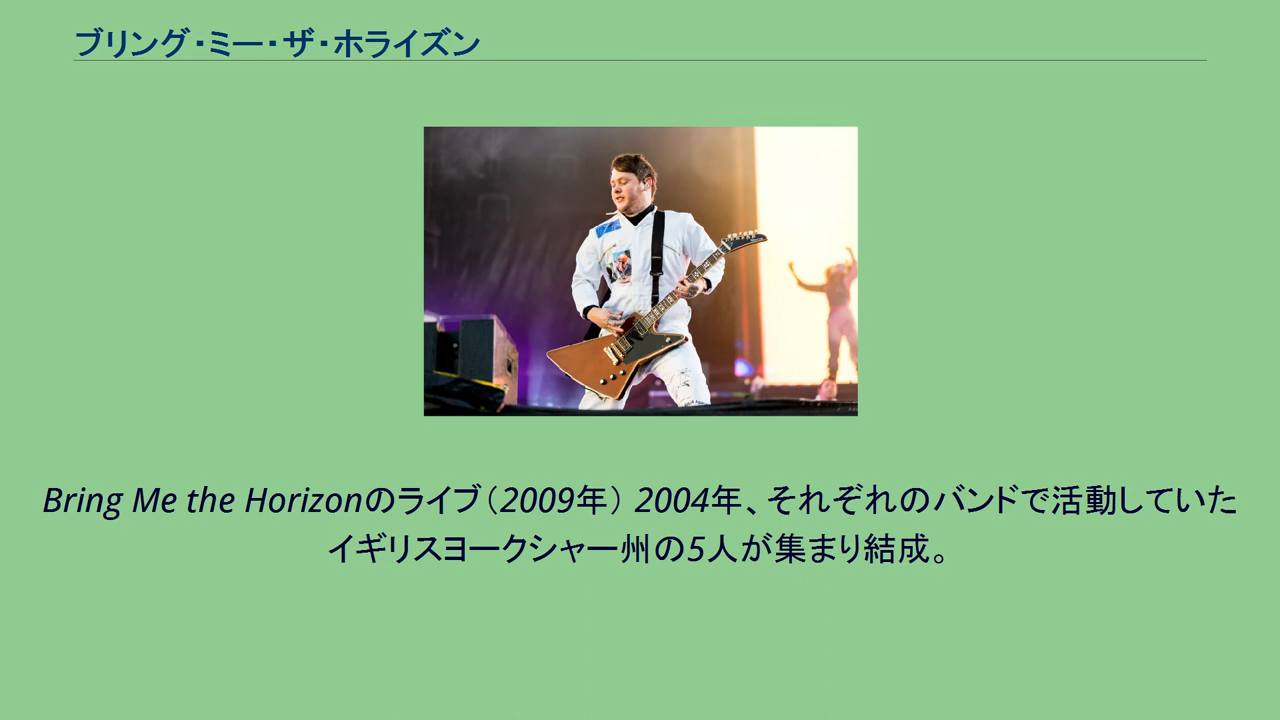 ブリング・ミー・ザ・ホライズン
Bring Me the Horizonのライブ（2009年） 2004年、それぞれのバンドで活動していた
イギリスヨークシャー州の5人が集まり結成。